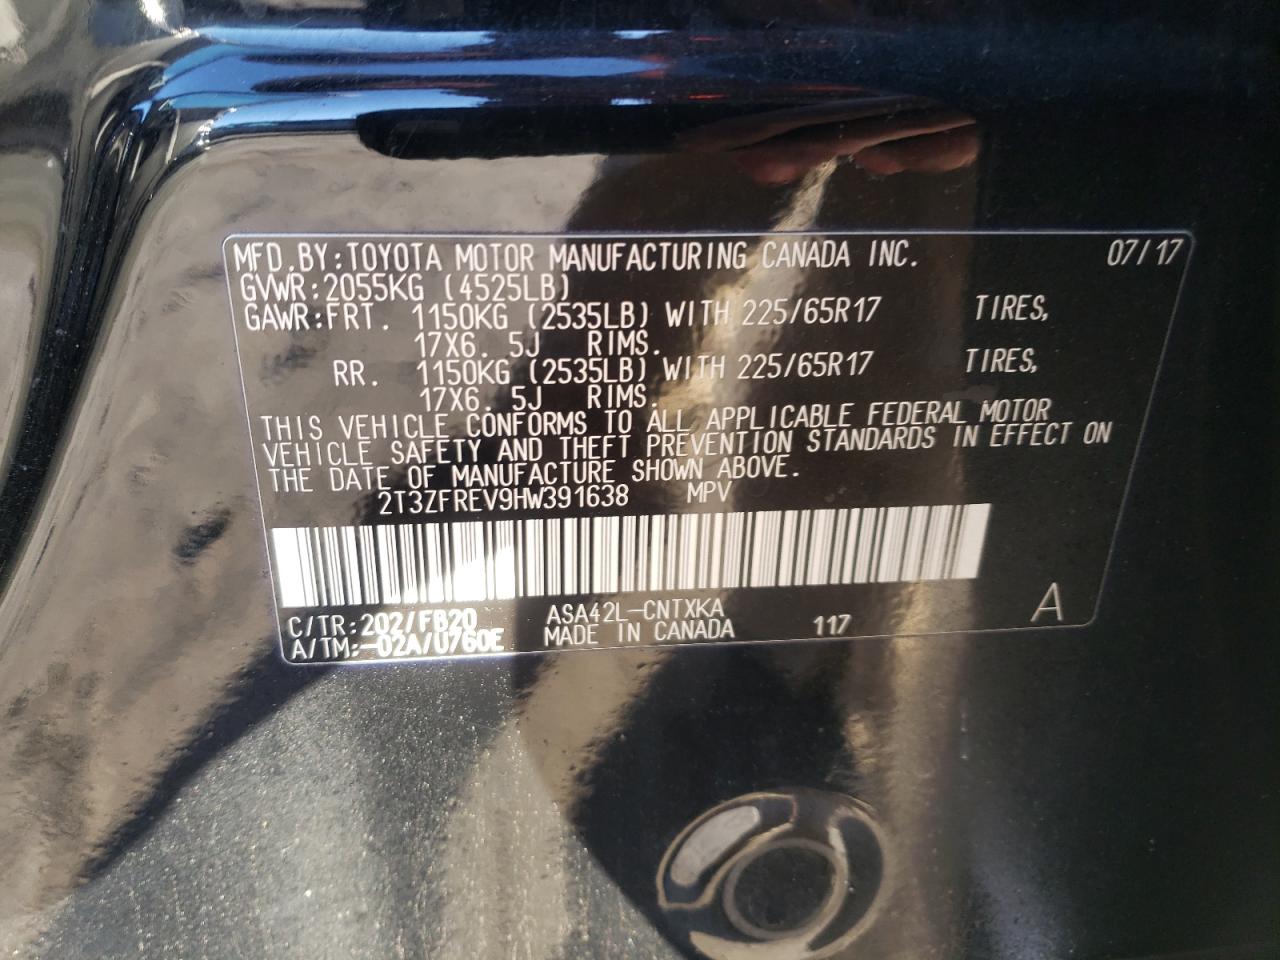 MFD.BY:TOYOTA MOTOR MANUFACTURING CANADA INC. 07/17
GVWR:2055KG (4525LB)
GAWR:FRT. 1150KG (2535LB) WITH 225/65R17 TIRES,
17X6. 5J RIMS.
RR. 1150KG (2535LB) WITH 225/65R17 TIRES,
17X6. 5J RIMS.
THIS VEHICLE CONFORMS TO ALL APPLICABLE FEDERAL MOTOR
VEHICLE SAFETY AND THEFT PREVENTION STANDARDS IN EFFECT ON
THE DATE OF MANUFACTURE SHOWN ABOVE.
2T3ZFREV9HW391638 MPV
C/TR:202/FB20 ASA42L-CNTXKA A
A/TM:-02A/U760E MADE IN CANADA 117